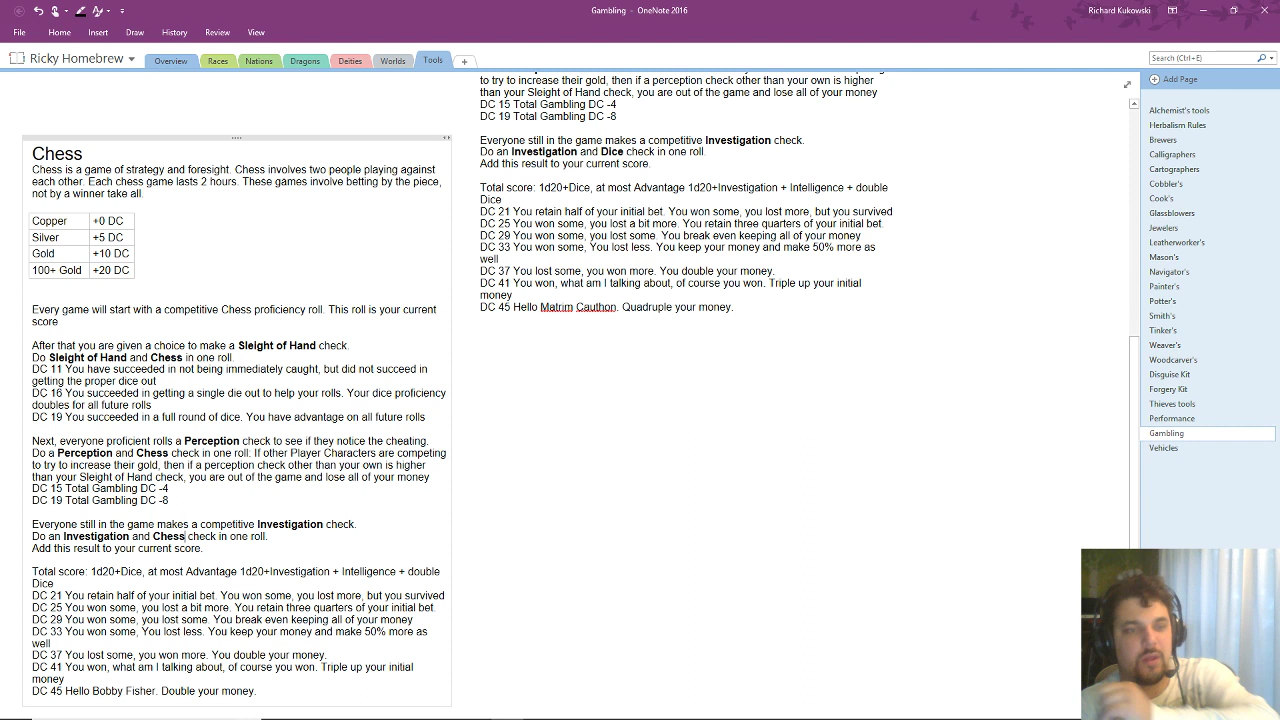 Gambling - OneNote 2016
Richard Kukowski
File Home Insert Draw History Review View
Ricky Homebrew
Overview Races Nations Dragons Deities Worlds Tools
Search (Ctrl+E)
Chess
Chess is a game of strategy and foresight. Chess involves two people playing against
each other. Each chess game lasts 2 hours. These games involve betting by the piece,
not by a winner take all.
Copper +0 DC
Silver +5 DC
Gold +10 DC
100+ Gold +20 DC
Every game will start with a competitive Chess proficiency roll. This roll is your current
score
After that you are given a choice to make a Sleight of Hand check.
Do Sleight of Hand and Chess in one roll.
DC 11 You have succeeded in not being immediately caught, but did not succeed in
getting the proper dice out
DC 16 You succeeded in getting a single die out to help your rolls. Your dice proficiency
doubles for all future rolls
DC 19 You succeeded in a full round of dice. You have advantage on all future rolls
Next, everyone proficient rolls a Perception check to see if they notice the cheating.
Do a Perception and Chess check in one roll: If other Player Characters are competing
to try to increase their gold, then if a perception check other than your own is higher
than your Sleight of Hand check, you are out of the game and lose all of your money
DC 15 Total Gambling DC -4
DC 19 Total Gambling DC -8
Everyone still in the game makes a competitive Investigation check.
Do an Investigation and Chess check in one roll.
Add this result to your current score.
Total score: 1d20+Dice, at most Advantage 1d20+Investigation + Intelligence + double
Dice
DC 21 You retain half of your initial bet. You won some, you lost more, but you survived
DC 25 You won some, you lost a bit more. You retain three quarters of your initial bet.
DC 29 You won some, you lost some. You break even keeping all of your money
DC 33 You won some, You lost less. You keep your money and make 50% more as
well
DC 37 You lost some, you won more. You double your money.
DC 41 You won, what am I talking about, of course you won. Triple up your initial
money
DC 45 Hello Bobby Fisher. Double your money.
to try to increase their gold, then if a perception check other than your own is higher
than your Sleight of Hand check, you are out of the game and lose all of your money
DC 15 Total Gambling DC -4
DC 19 Total Gambling DC -8
Everyone still in the game makes a competitive Investigation check.
Do an Investigation and Dice check in one roll.
Add this result to your current score.
Total score: 1d20+Dice, at most Advantage 1d20+Investigation + Intelligence + double
Dice
DC 21 You retain half of your initial bet. You won some, you lost more, but you survived
DC 25 You won some, you lost a bit more. You retain three quarters of your initial bet.
DC 29 You won some, you lost some. You break even keeping all of your money
DC 33 You won some, You lost less. You keep your money and make 50% more as
well
DC 37 You lost some, you won more. You double your money.
DC 41 You won, what am I talking about, of course you won. Triple up your initial
money
DC 45 Hello Matrim Cauthon. Quadruple your money.
Add Page
Alchemist's tools
Herbalism Rules
Brewers
Calligraphers
Cartographers
Cobbler's
Cook's
Glassblowers
Jewelers
Leatherworker's
Mason's
Navigator's
Painter's
Potter's
Smith's
Tinker's
Weaver's
Woodcarver's
Disguise Kit
Forgery Kit
Thieves tools
Performance
Gambling
Vehicles